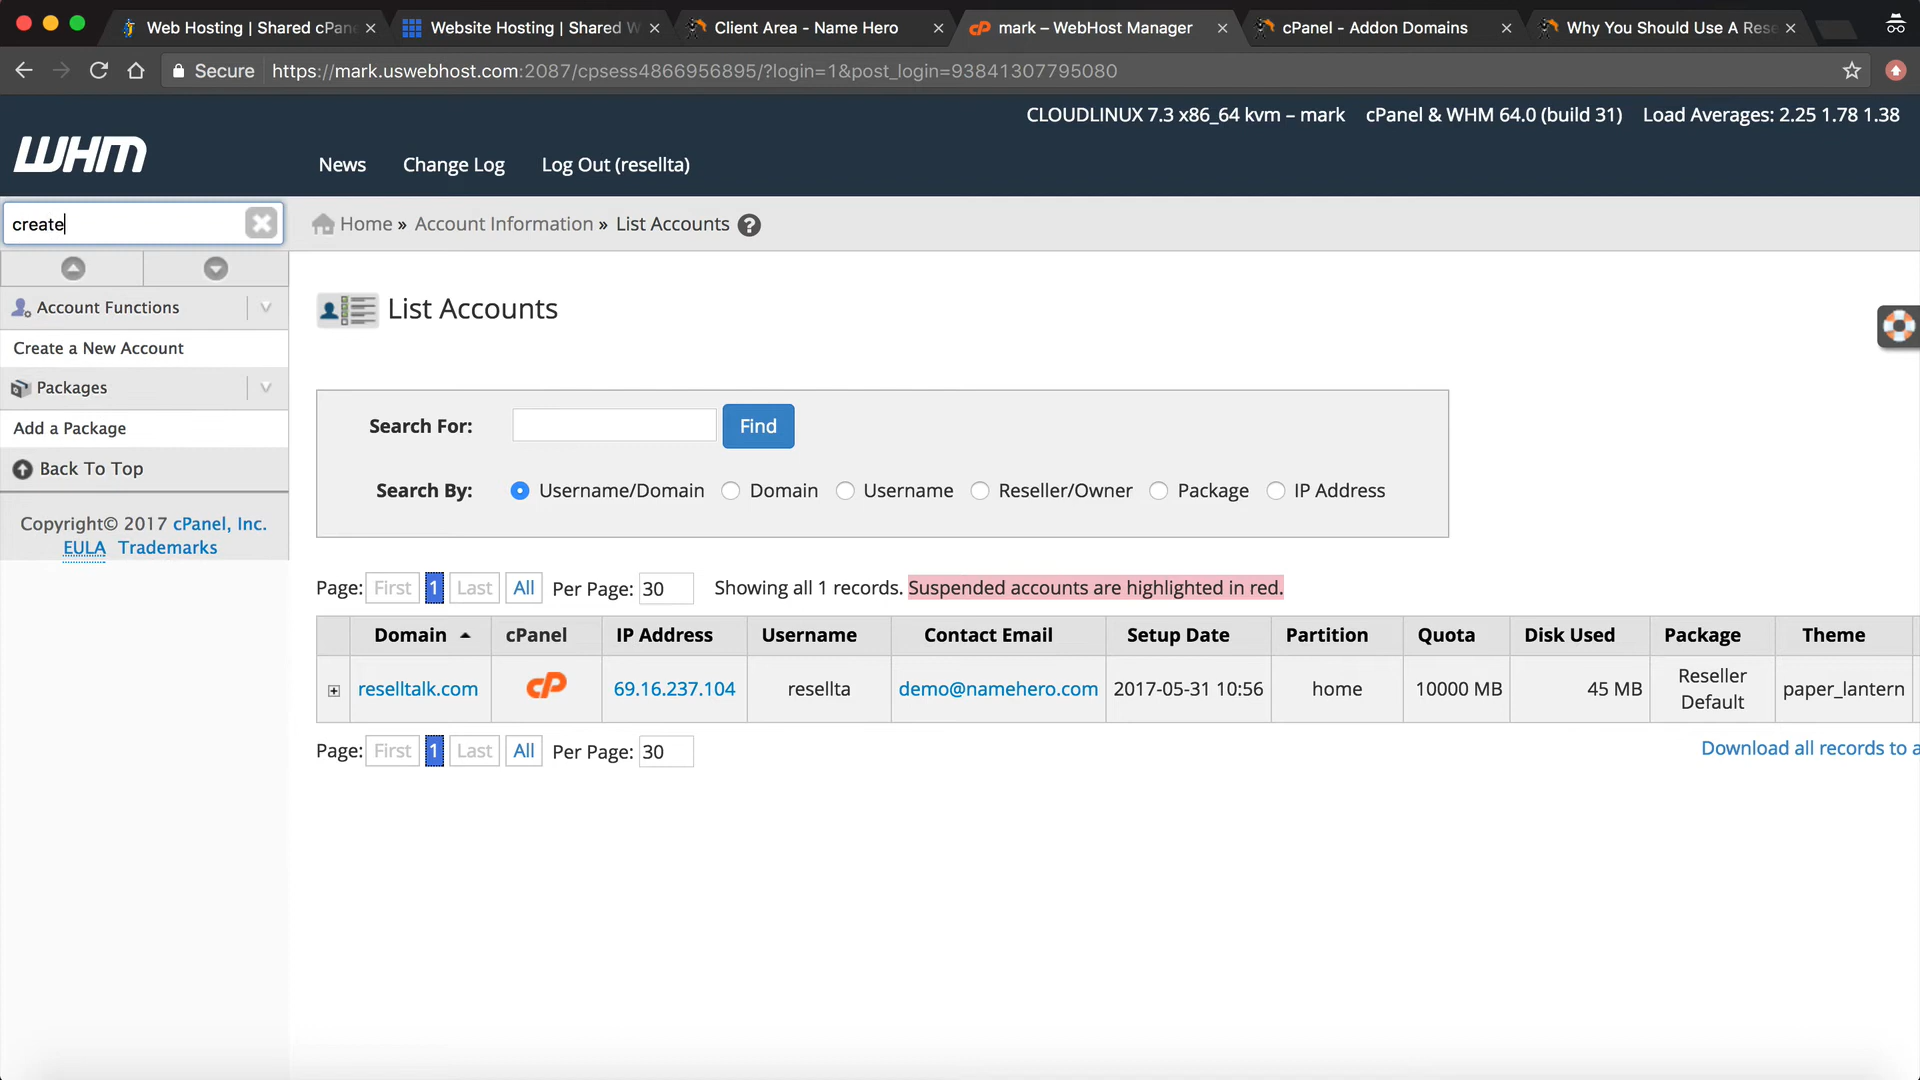 Web Hosting | Shared cPane
Website Hosting | Shared W
Client Area - Name Hero
mark – WebHost Manager
cPanel - Addon Domains
Why You Should Use A Rese
Secure
https://mark.uswebhost.com:2087/cpsess4866956895/?login=1&post_login=93841307795080
CLOUDLINUX 7.3 x86_64 kvm – mark cPanel & WHM 64.0 (build 31) Load Averages: 2.25 1.78 1.38
WHM
News Change Log Log Out (resellta)
create
Home » Account Information » List Accounts
Account Functions
Create a New Account
Packages
Add a Package
Back To Top
Copyright© 2017 cPanel, Inc.
EULA Trademarks
List Accounts
Search For: Find
Search By: Username/Domain Domain Username Reseller/Owner Package IP Address
Page: First 1 Last All Per Page: 30 Showing all 1 records. Suspended accounts are highlighted in red.
Domain cPanel IP Address Username Contact Email Setup Date Partition Quota Disk Used Package Theme
reselltalk.com cP 69.16.237.104 resellta demo@namehero.com 2017-05-31 10:56 home 10000 MB 45 MB Reseller Default paper_lantern
Page: First 1 Last All Per Page: 30
Download all records to a